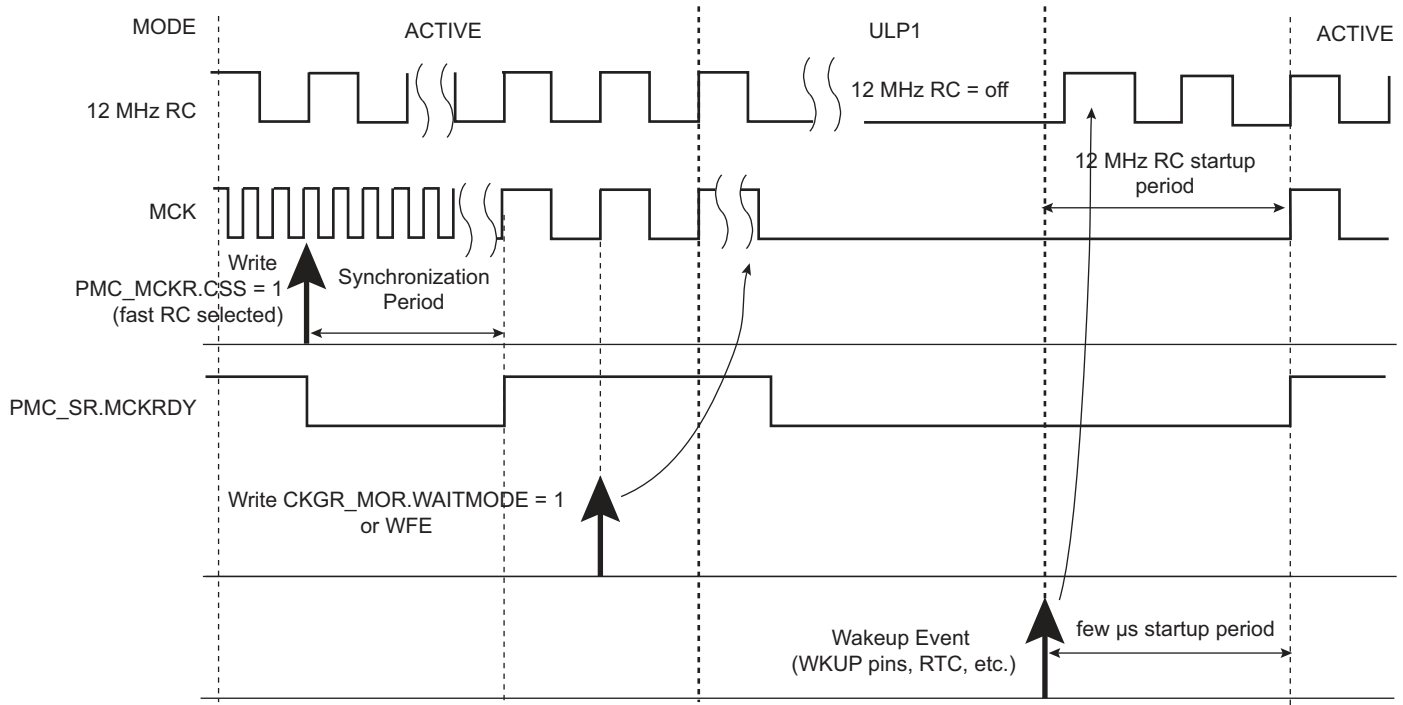 MODE
ACTIVE
ULP1
ACTIVE
12 MHz RC
12 MHz RC = off
12 MHz RC startup
period
MCK
Write
PMC_MCKR.CSS = 1
(fast RC selected)
Synchronization
Period
PMC_SR.MCKRDY
Write CKGR_MOR.WAITMODE = 1
or WFE
Wakeup Event
(WKUP pins, RTC, etc.)
few µs startup period